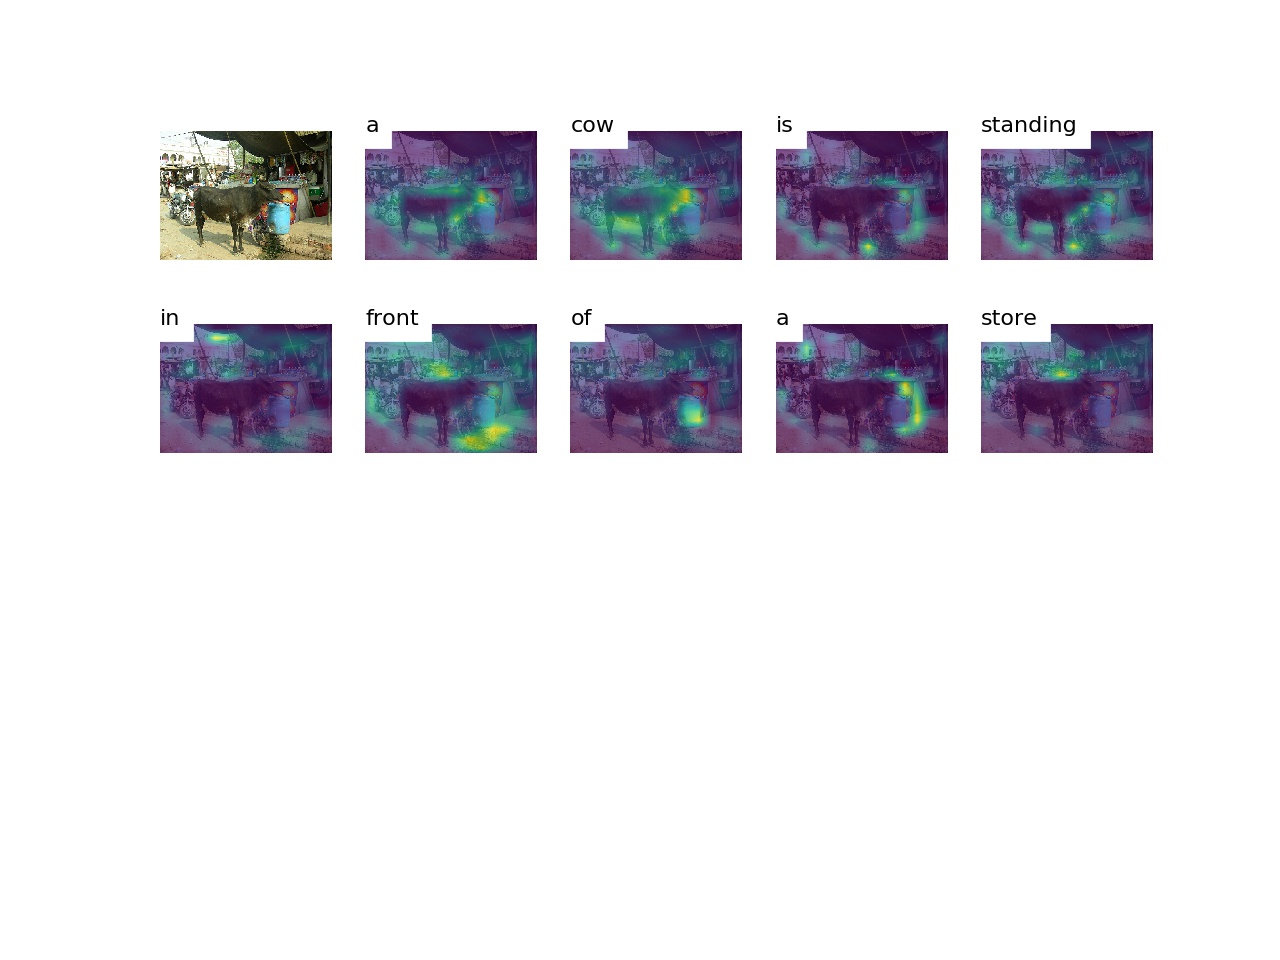 a cow is standing
in front of a store